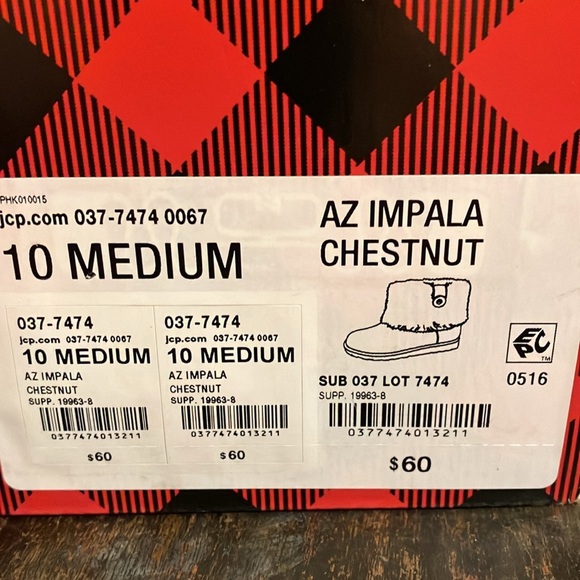 PHK010015
jcp.com 037-7474 0067
10 MEDIUM
AZ IMPALA
CHESTNUT
037-7474
jcp.com 037-7474 0067
10 MEDIUM
AZ IMPALA
CHESTNUT
SUPP. 19963-8
0377474013211
$60
037-7474
jcp.com 037-7474 0067
10 MEDIUM
AZ IMPALA
CHESTNUT
SUPP. 19963-8
0377474013211
$60
SUB 037 LOT 7474
SUPP. 19963-8
0377474013211
$60
EPC TM
0516